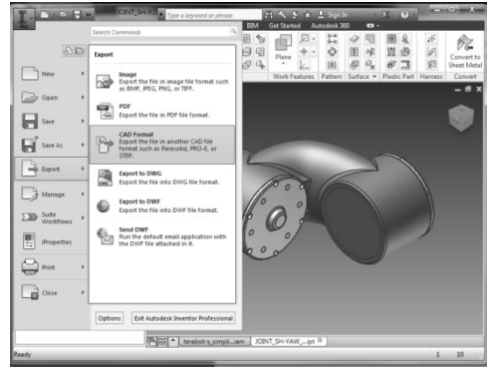 JOINT_SH-Y
Type a keyword or phrase
Sign In
Search Commands
BIM Get Started Autodesk 360
New
Open
Save
Save As
Export
Manage
Suite
Workflows
iProperties
Print
Close
Export
Image
Export the file in image file format such
as BMP, JPEG, PNG, or TIFF.
PDF
Export the file in PDF file format.
CAD Format
Export the file in another CAD file
format such as Parasolid, PRO-E, or
STEP.
Export to DWG
Export the file into DWG file format.
Export to DWF
Export the file into DWF file format.
Send DWF
Run the default email application with
the DWF file attached in it.
Options
Exit Autodesk Inventor Professional
Plane
Convert to
Sheet Metal
Work Features Pattern Surface Plastic Part Harness Convert
terabot-s_simpli...iam JOINT_SH-YAW_...ipt
Ready 1 10